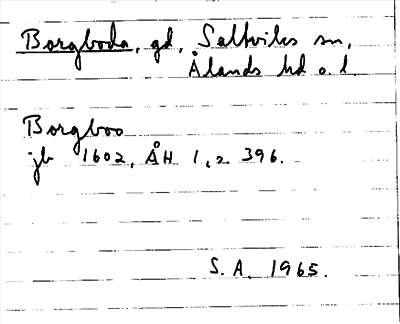 Borgboda, gd, Saltviks sn,
Ålands hd o. l.
Borgboo
jb 1602, ÅH 1,2 396.
S. A. 1965.